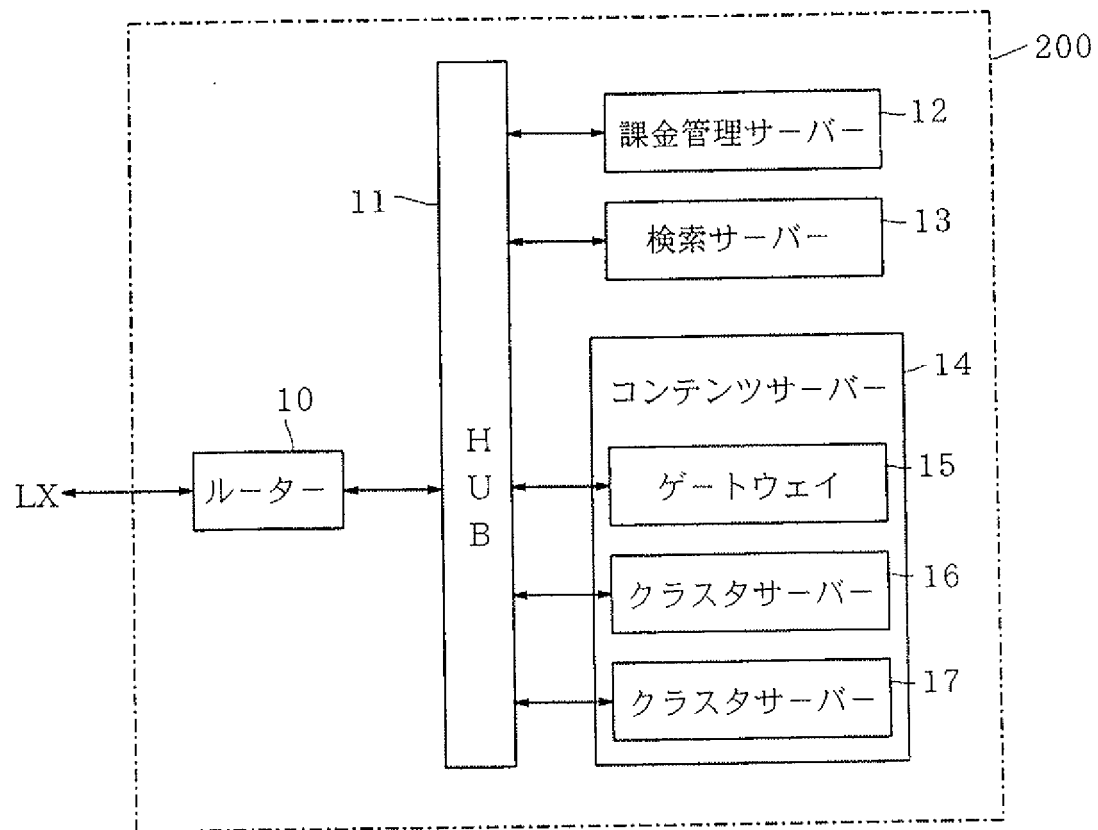 200
課金管理サーバー
12
11
検索サーバー
13
コンテンツサーバー
14
10
HUB
LX
ルーター
ゲートウェイ
15
クラスタサーバー
16
クラスタサーバー
17